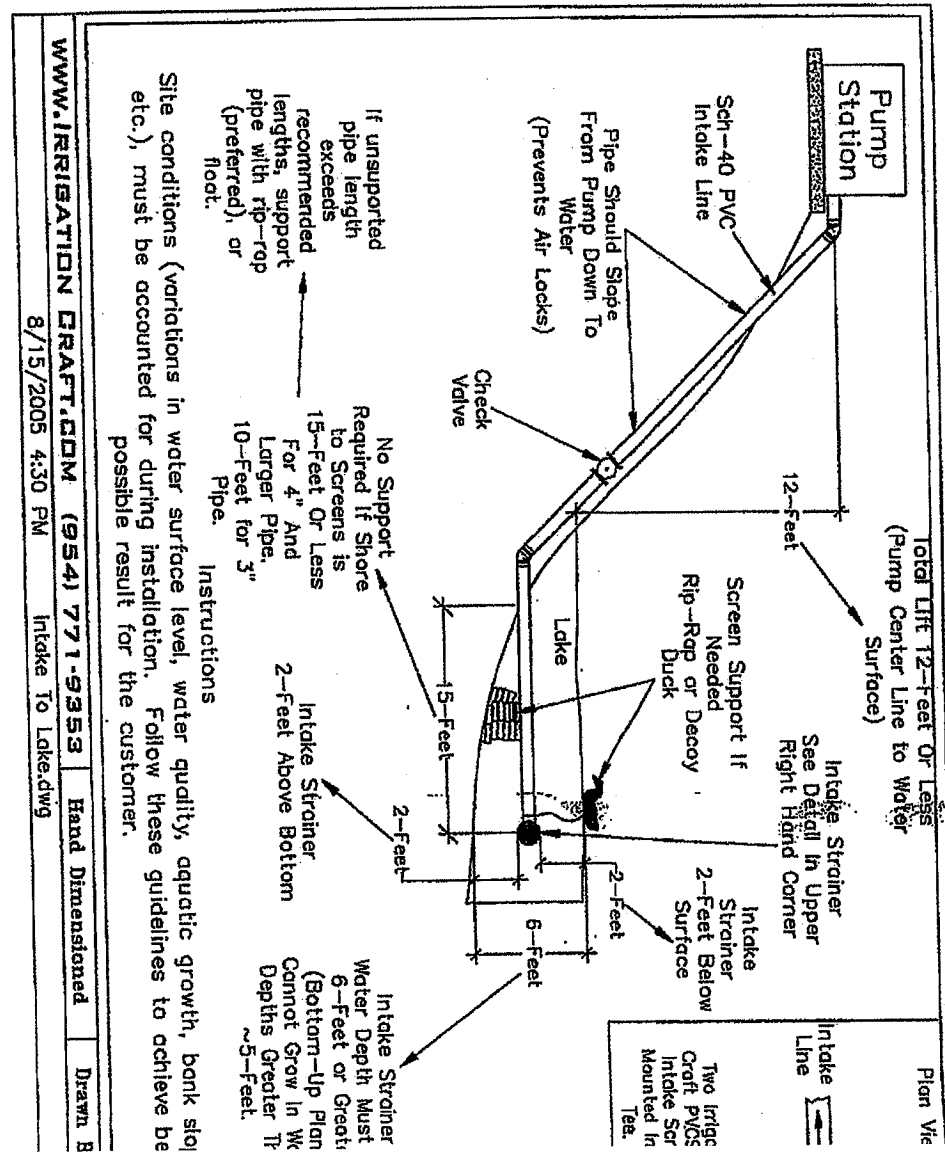 Pump
Station
Total Lift 12-Feet Or Less
(Pump Center Line to Water
Surface)
12-Feet
Sch-40 PVC
Intake Line
Pipe Should Slope
From Pump Down To
Water
(Prevents Air Locks)
Check
Valve
Screen Support If
Needed
Rip-Rap or Decoy
Duck
Lake
Intake Strainer
See Detail In Upper
Right Hand Corner
Intake
Strainer
2-Feet Below
Surface
2-Feet
6-Feet
15-Feet
2-Feet
Plan Vie
Intake
Line
Two Irriga
Craft PVCS
Intake Scr
Mounted In
Tee.
If unsuported
pipe length
exceeds
recommended
lengths, support
pipe with rip-rap
(preferred), or
float.
No Support
Required If Shore
to Screens is
15-Feet Or Less
For 4" And
Larger Pipe,
10-Feet for 3"
Pipe.
Intake Strainer
2-Feet Above Bottom
Intake Strainer
Water Depth Must
6-Feet or Greate
(Bottom-Up Plan
Cannot Grow In Wa
Depths Greater Th
~5-Feet.
Instructions
Site conditions (variations in water surface level, water quality, aquatic growth, bank slop
etc.), must be accounted for during installation. Follow these guidelines to achieve be
possible result for the customer.
WWW.IRRIGATION CRAFT.COM (954) 771-9353
Hand Dimensioned
Drawn B
8/15/2005 4:30 PM
Intake To Lake.dwg